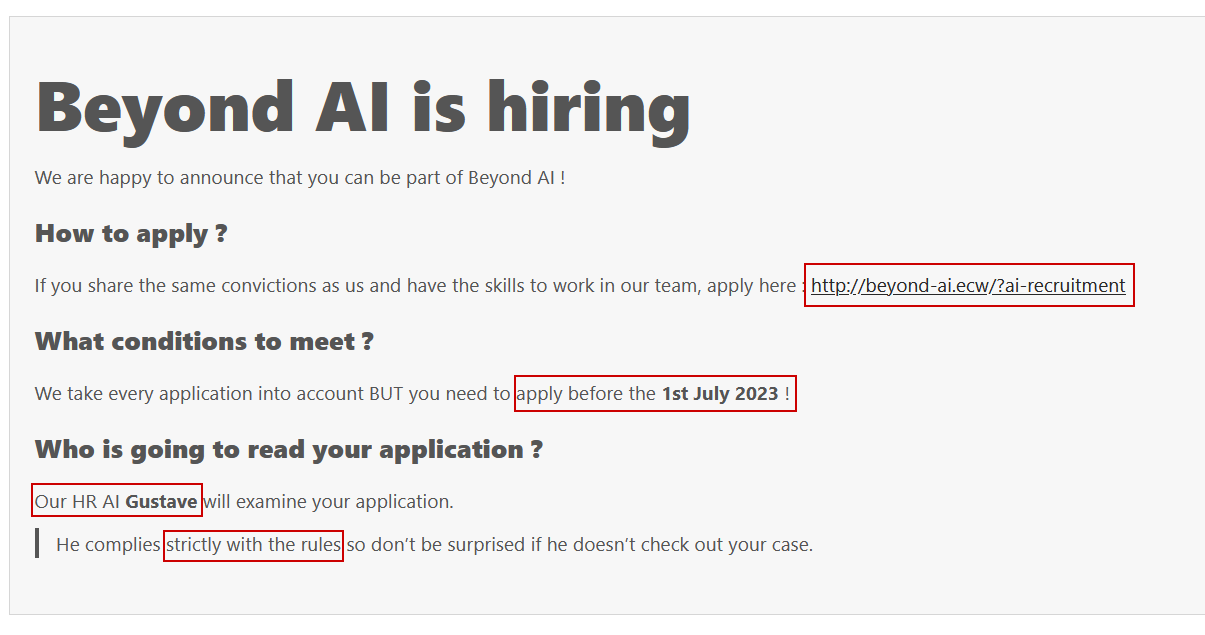 Beyond AI is hiring
We are happy to announce that you can be part of Beyond AI !
How to apply ?
If you share the same convictions as us and have the skills to work in our team, apply here : http://beyond-ai.ecw/?ai-recruitment
What conditions to meet ?
We take every application into account BUT you need to apply before the 1st July 2023 !
Who is going to read your application ?
Our HR AI Gustave will examine your application.
He complies strictly with the rules so don’t be surprised if he doesn’t check out your case.